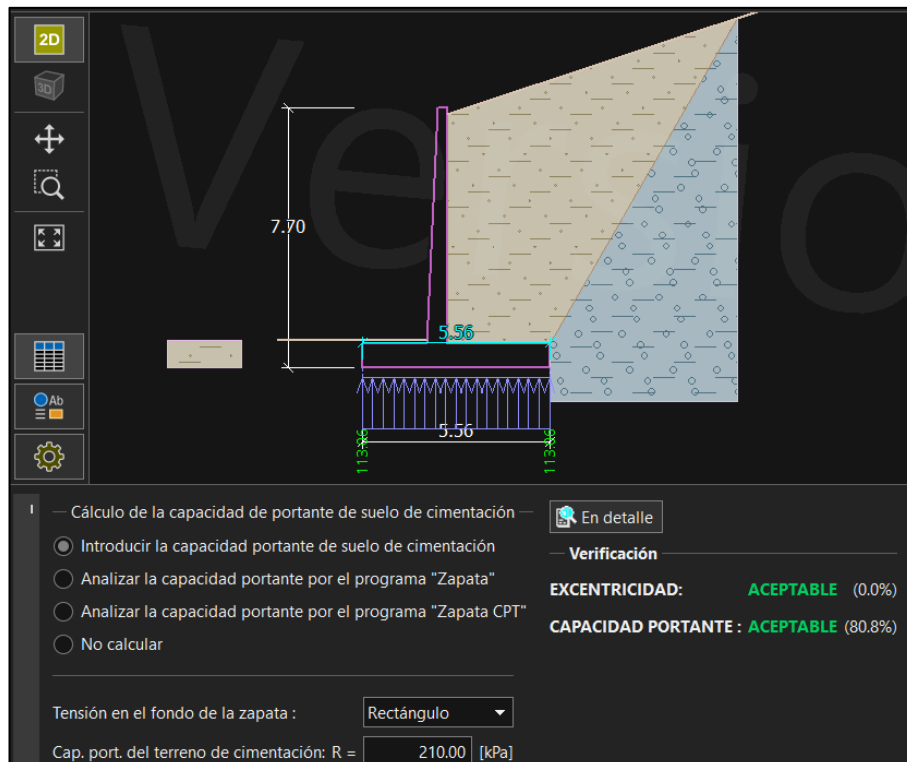 2D
3D
Versio
7.70
5.56
Ab
5.56
113.06
113.06
Cálculo de la capacidad de portante de suelo de cimentación
Introducir la capacidad portante de suelo de cimentación
Analizar la capacidad portante por el programa "Zapata"
Analizar la capacidad portante por el programa "Zapata CPT"
No calcular
Tensión en el fondo de la zapata :
Rectángulo
Cap. port. del terreno de cimentación: R =
210.00 [kPa]
En detalle
Verificación
EXCENTRICIDAD: ACEPTABLE (0.0%)
CAPACIDAD PORTANTE : ACEPTABLE (80.8%)